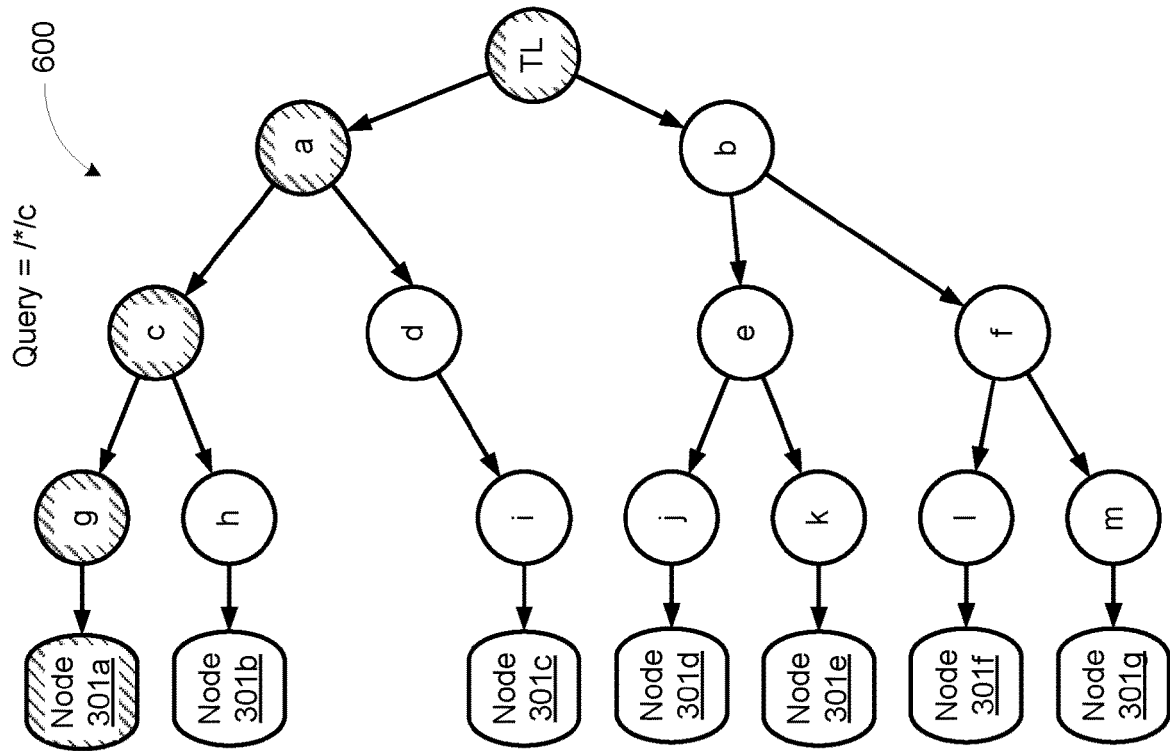 Query = /*/c
600
TL
a
b
c
d
e
f
g
h
i
j
k
l
m
Node
301a
Node
301b
Node
301c
Node
301d
Node
301e
Node
301f
Node
301g